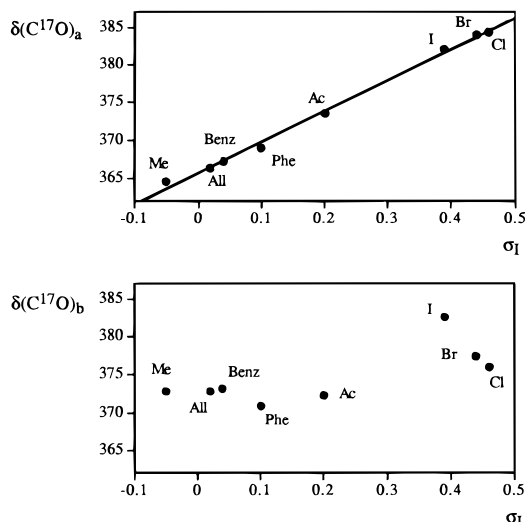 δ(C¹⁷O)ₐ
385
380
375
370
365
Me
All
Benz
Phe
Ac
I
Br
Cl
-0.1 0 0.1 0.2 0.3 0.4 0.5
σI
δ(C¹⁷O)b
385
380
375
370
365
Me
All
Benz
Phe
Ac
I
Br
Cl
-0.1 0 0.1 0.2 0.3 0.4 0.5
σI